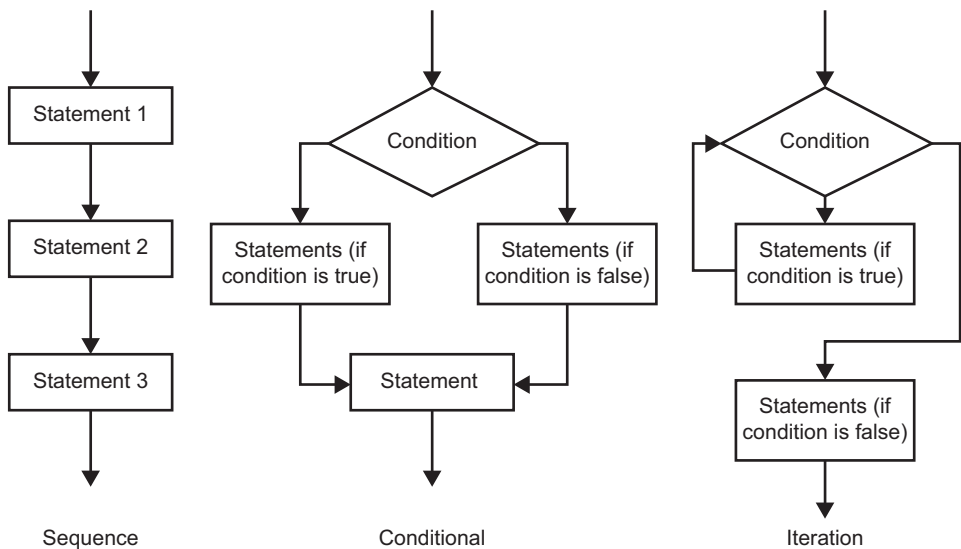 Statement 1
Statement 2
Statement 3
Sequence
Condition
Statements (if
condition is true)
Statements (if
condition is false)
Statement
Conditional
Condition
Statements (if
condition is true)
Statements (if
condition is false)
Iteration